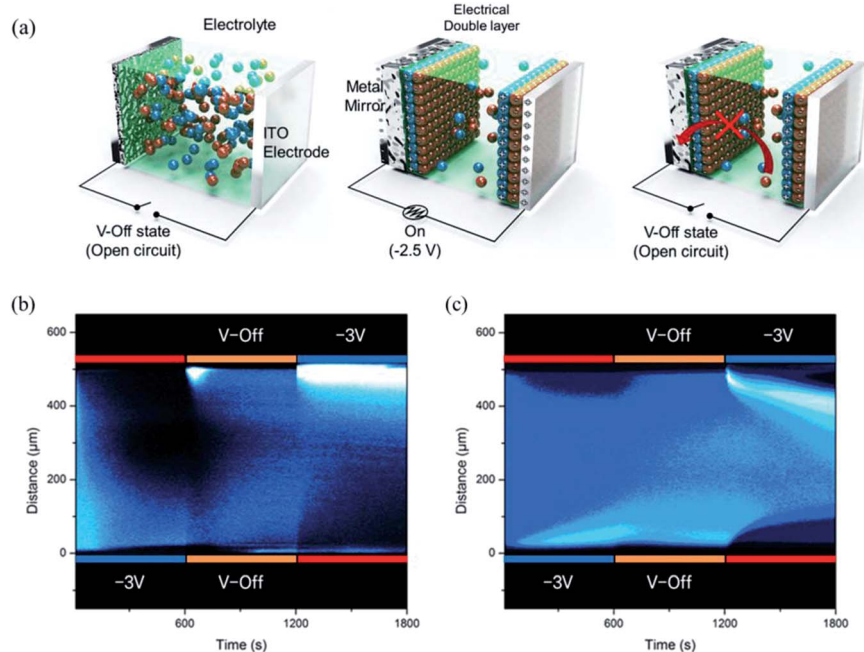 (a)
Electrolyte
ITO
Electrode
V-Off state
(Open circuit)
Electrical
Double layer
Metal
Mirror
On
(-2.5 V)
V-Off state
(Open circuit)
(b)
V-Off
-3V
600
400
200
0
Distance (µm)
-3V
V-Off
600
1200
1800
Time (s)
(c)
V-Off
-3V
600
400
200
0
Distance (µm)
-3V
V-Off
600
1200
1800
Time (s)